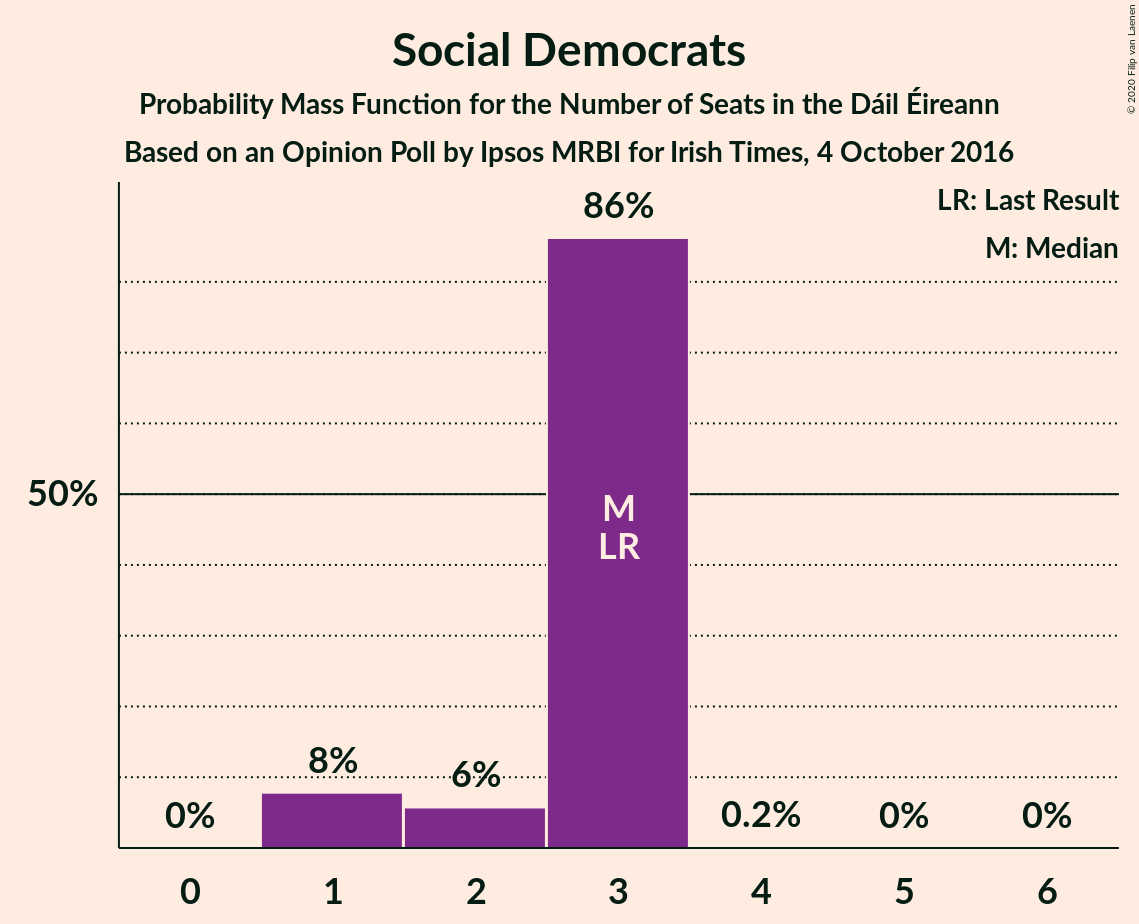 Social Democrats
Probability Mass Function for the Number of Seats in the Dáil Éireann
Based on an Opinion Poll by Ipsos MRBI for Irish Times, 4 October 2016
© 2020 Filip van Laenen
LR: Last Result
M: Median
86%
50%
M
LR
8%
6%
0%
0.2%
0%
0%
0 1 2 3 4 5 6